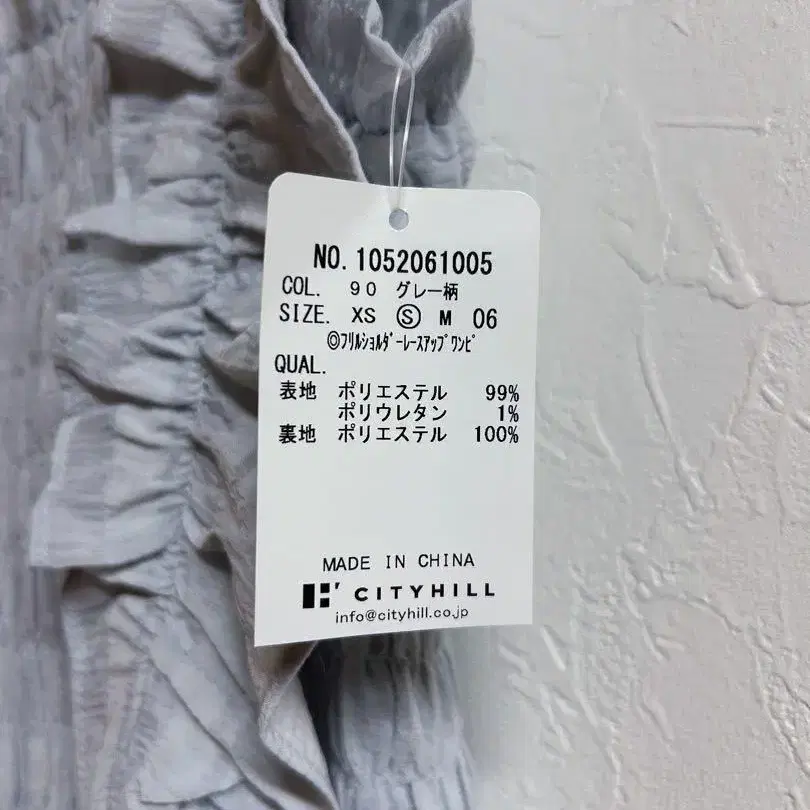 NO. 1052061005
COL. 90 グレー柄
SIZE. XS Ⓢ M 06
◎ﾌﾘﾙｼｮﾙﾀﾞｰﾚｰｽｱｯﾌﾟﾜﾝﾋﾟ
QUAL.
表地 ポリエステル 99%
ポリウレタン 1%
裏地 ポリエステル 100%
MADE IN CHINA
CITYHILL
info@cityhill.co.jp